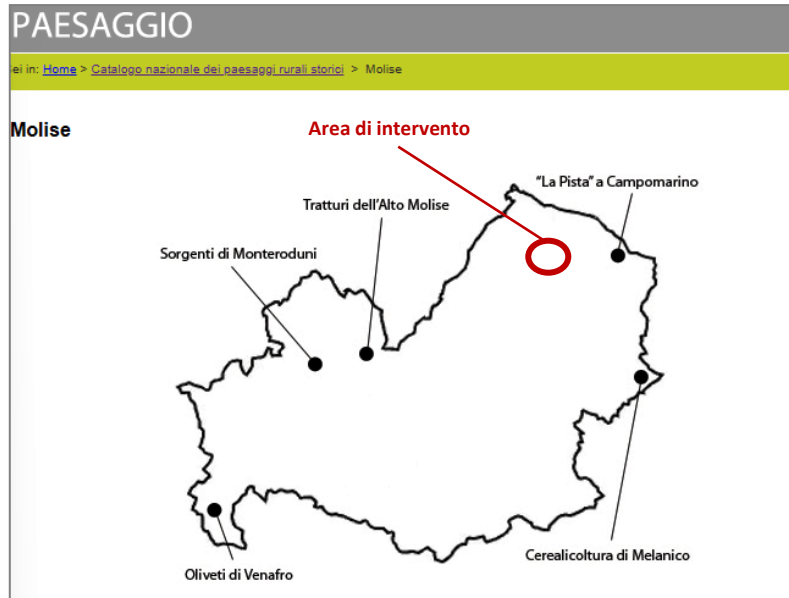 PAESAGGIO
ei in: Home > Catalogo nazionale dei paesaggi rurali storici > Molise
Molise
Area di intervento
"La Pista" a Campomarino
Tratturi dell'Alto Molise
Sorgenti di Monteroduni
Cerealicoltura di Melanico
Oliveti di Venafro